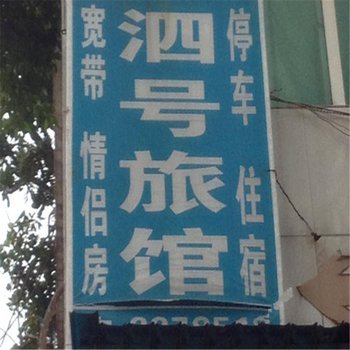 宽带 情侣房
泗号旅馆
停车 住宿